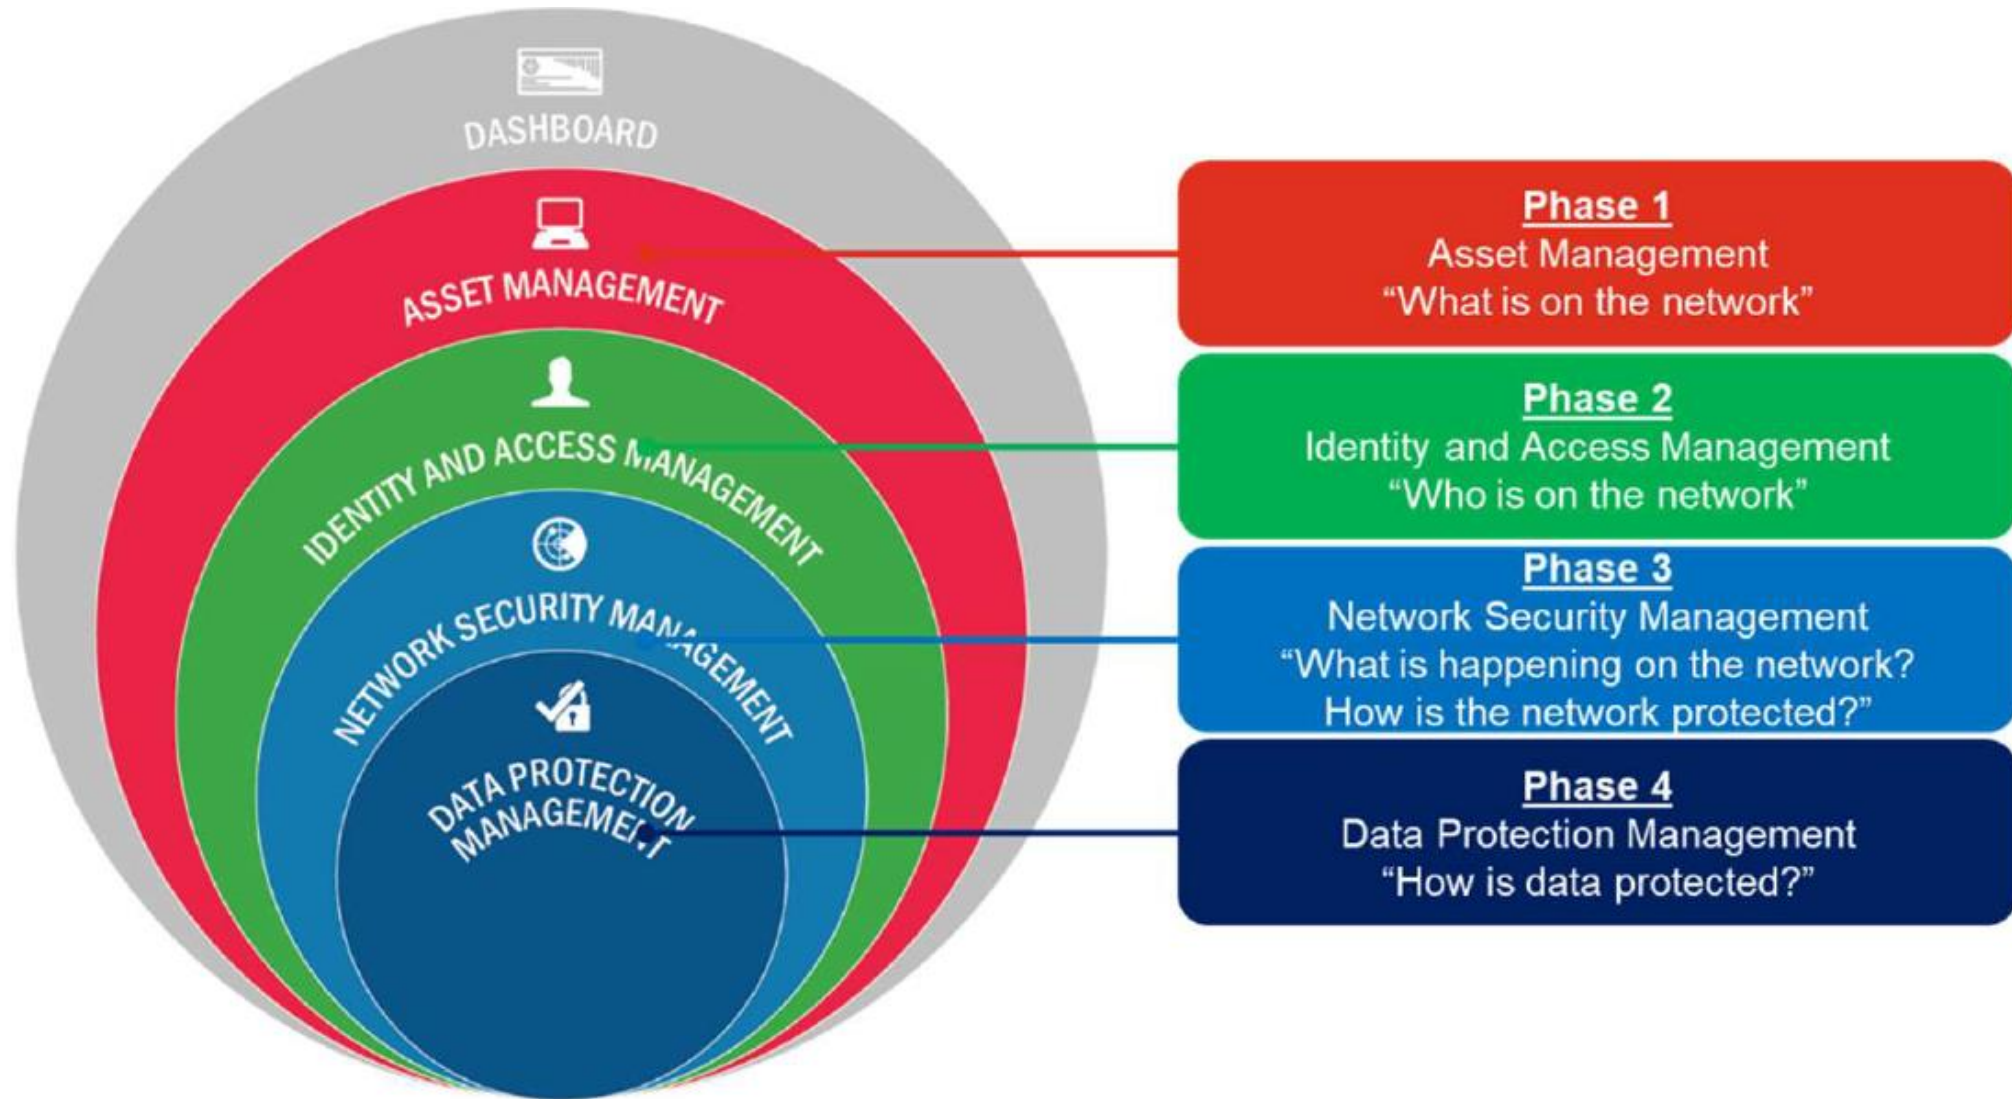 DASHBOARD
ASSET MANAGEMENT
IDENTITY AND ACCESS MANAGEMENT
NETWORK SECURITY MANAGEMENT
DATA PROTECTION
MANAGEMENT
Phase 1
Asset Management
“What is on the network”
Phase 2
Identity and Access Management
“Who is on the network”
Phase 3
Network Security Management
“What is happening on the network?
How is the network protected?”
Phase 4
Data Protection Management
“How is data protected?”